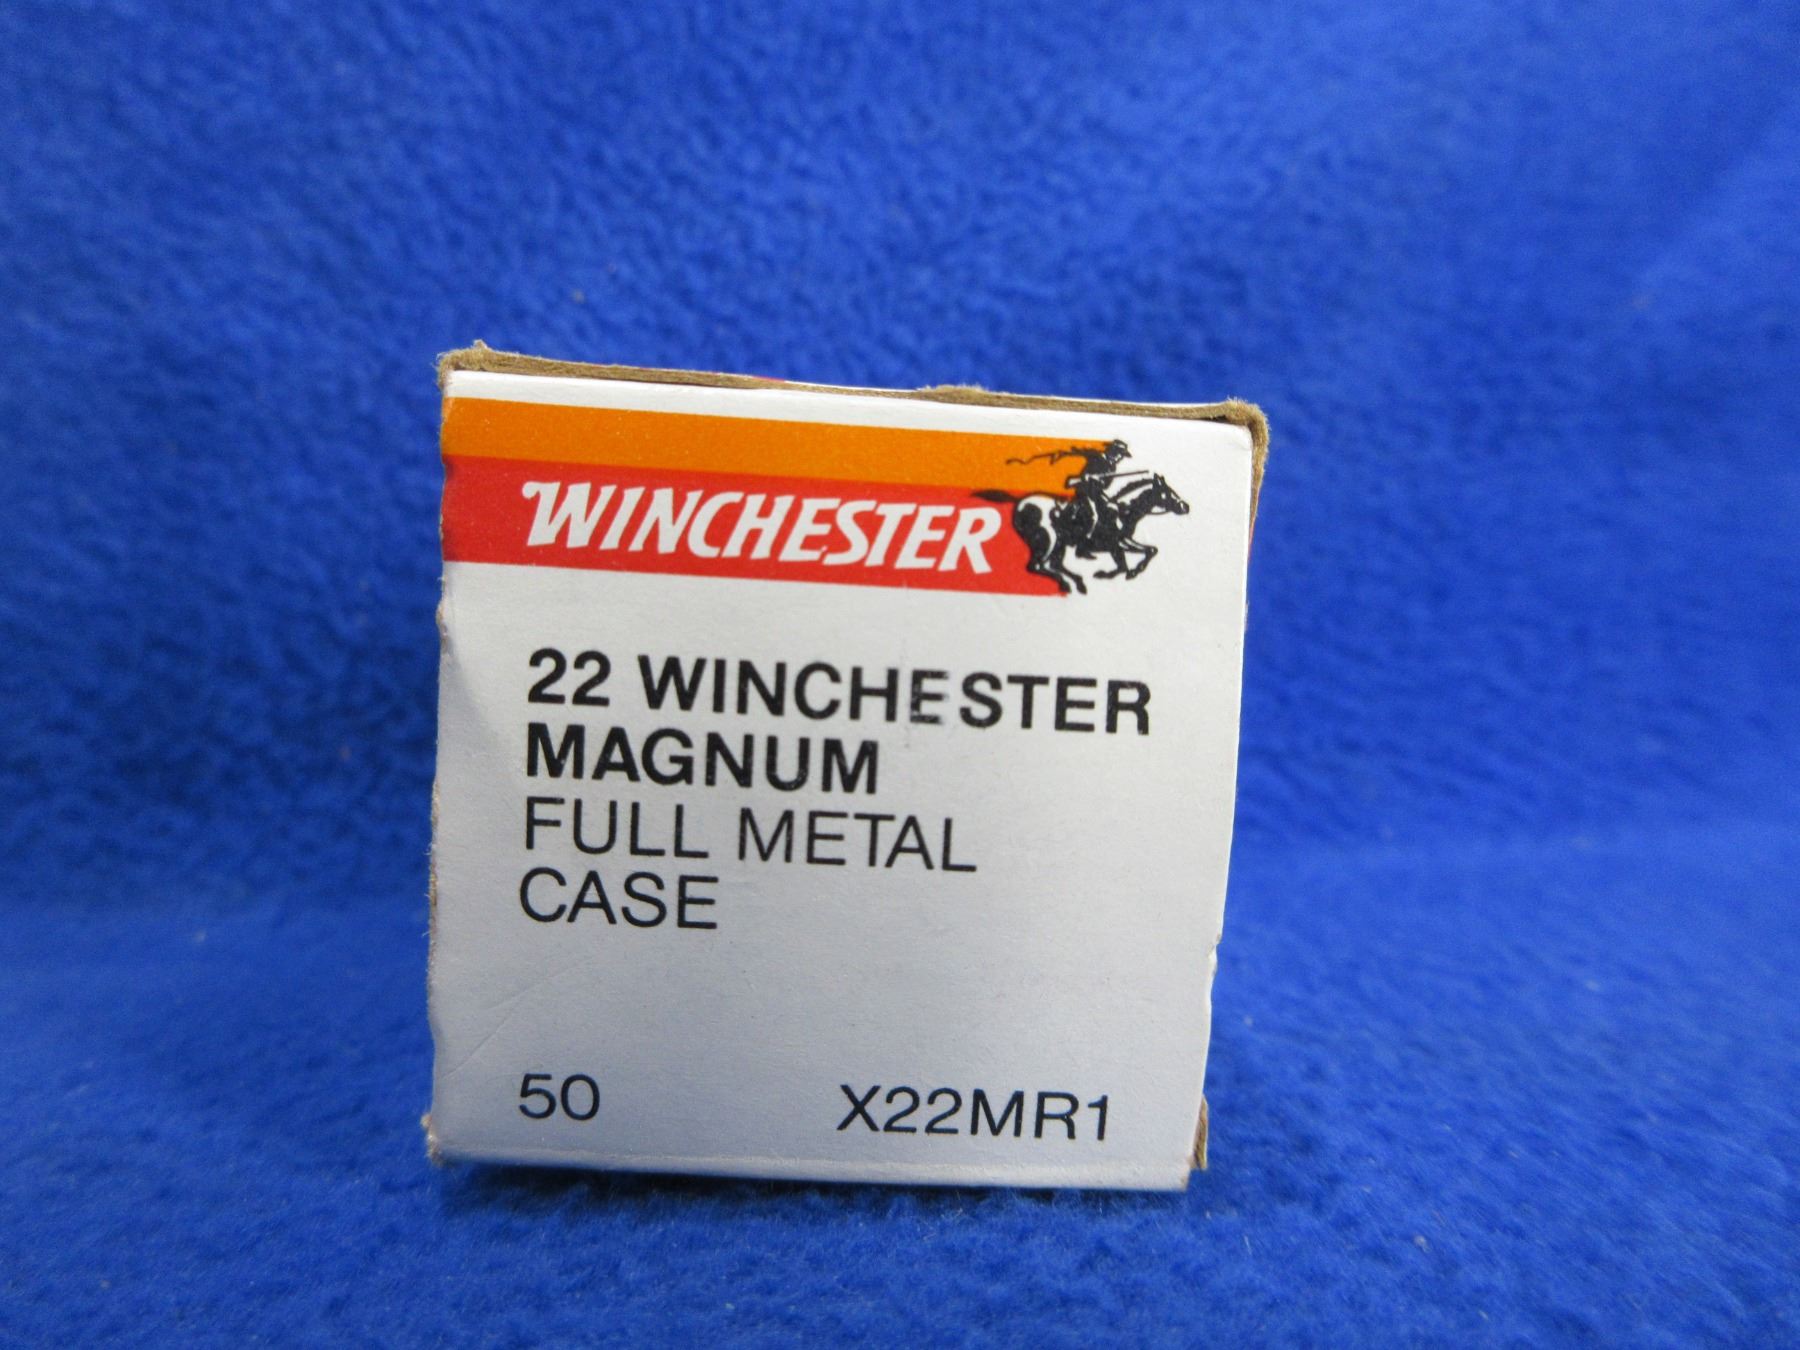 WINCHESTER
22 WINCHESTER
MAGNUM
FULL METAL
CASE
50 X22MR1